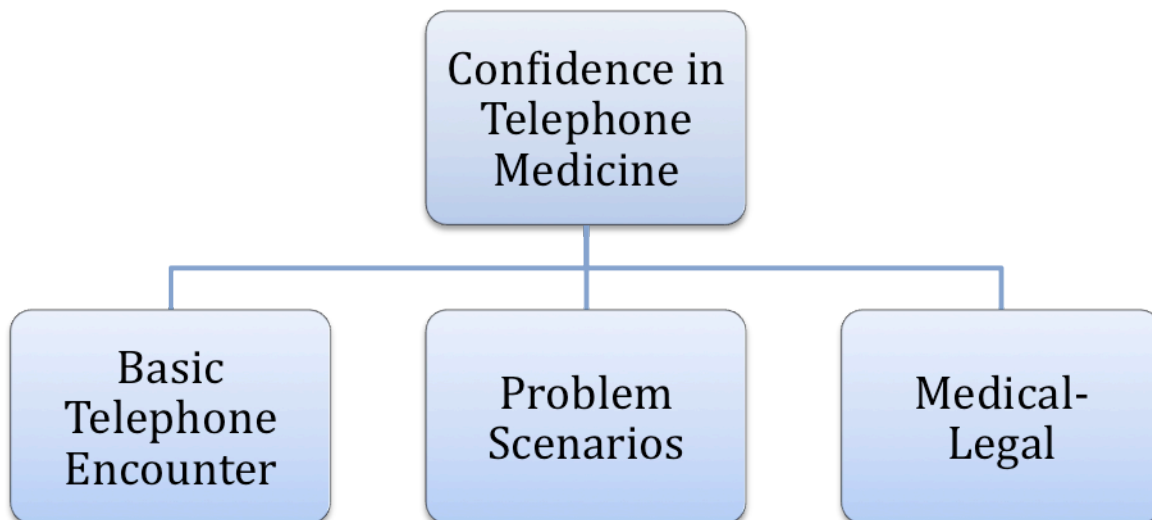 Confidence in
Telephone
Medicine
Basic
Telephone
Encounter
Problem
Scenarios
Medical-
Legal